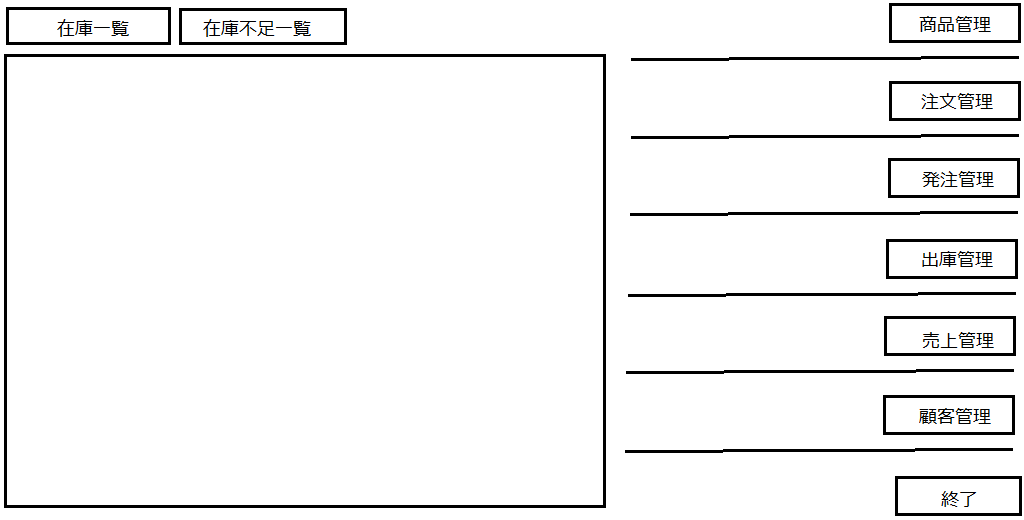 在庫一覧
在庫不足一覧
商品管理
注文管理
発注管理
出庫管理
売上管理
顧客管理
終了